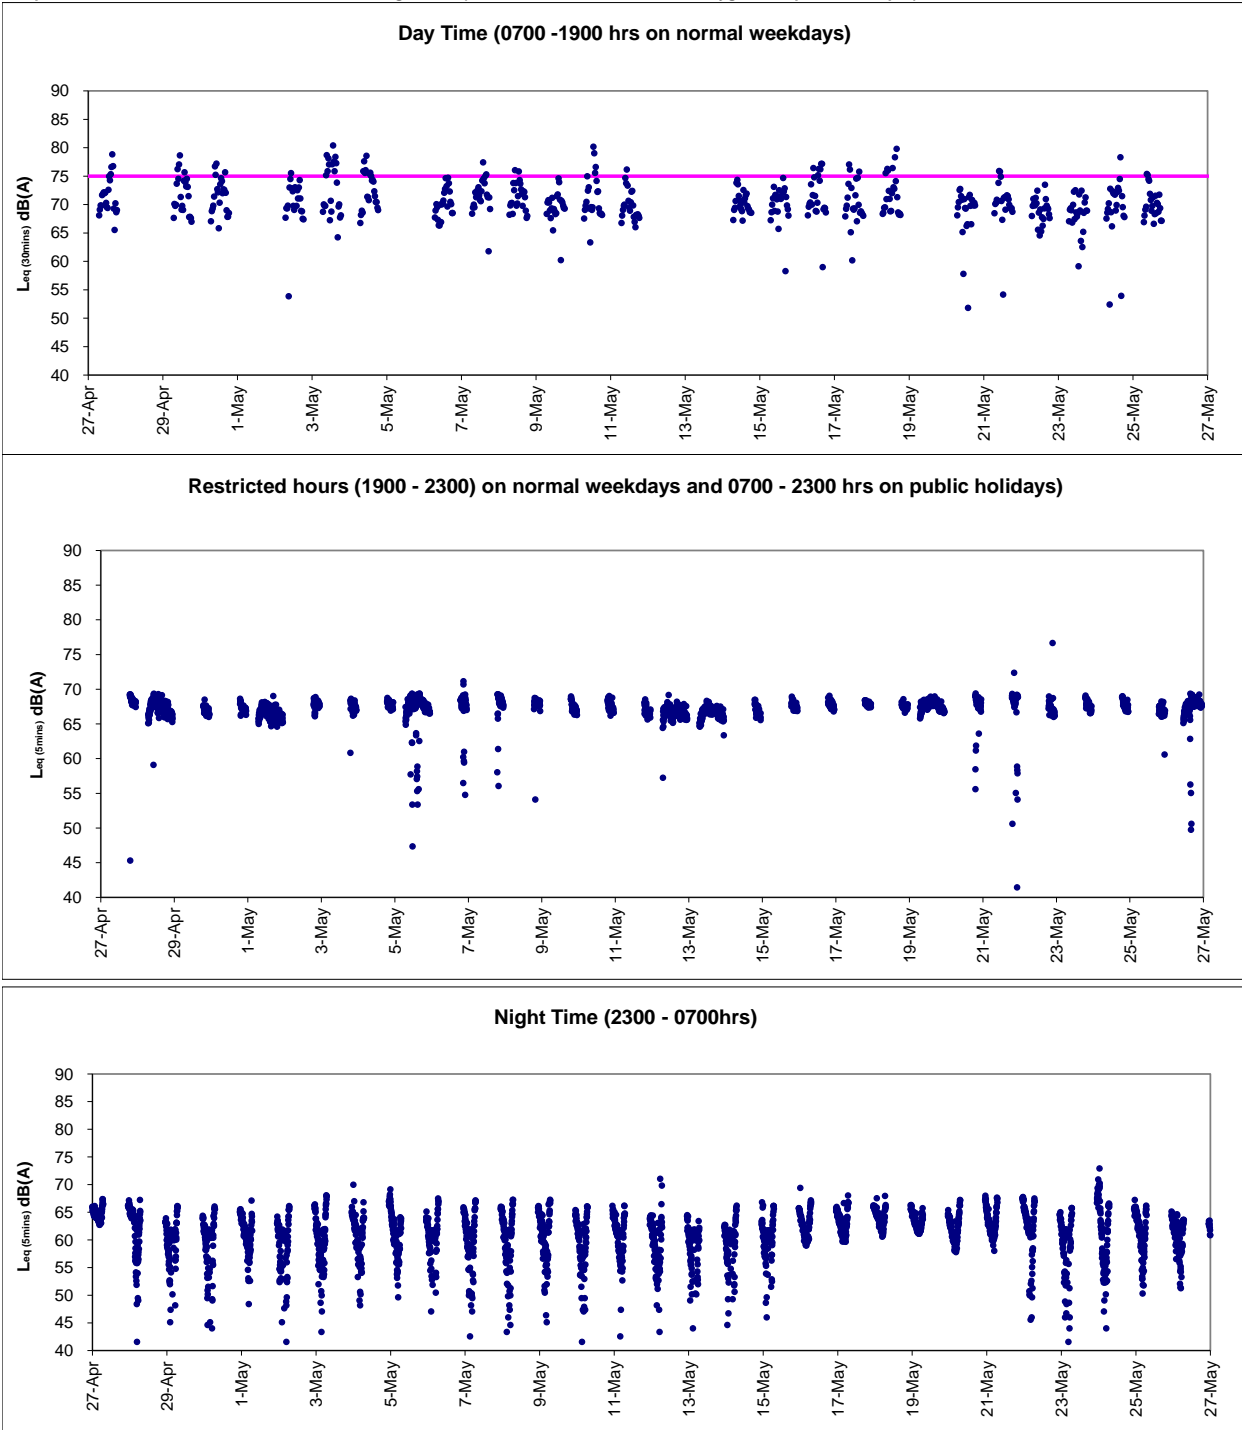 Day Time (0700 -1900 hrs on normal weekdays)
Leq (30mins) dB(A)
90
85
80
75
70
65
60
55
50
45
40
27-Apr
29-Apr
1-May
3-May
5-May
7-May
9-May
11-May
13-May
15-May
17-May
19-May
21-May
23-May
25-May
27-May
Restricted hours (1900 - 2300) on normal weekdays and 0700 - 2300 hrs on public holidays)
Leq (5mins) dB(A)
90
85
80
75
70
65
60
55
50
45
40
27-Apr
29-Apr
1-May
3-May
5-May
7-May
9-May
11-May
13-May
15-May
17-May
19-May
21-May
23-May
25-May
27-May
Night Time (2300 - 0700hrs)
Leq (5mins) dB(A)
90
85
80
75
70
65
60
55
50
45
40
27-Apr
29-Apr
1-May
3-May
5-May
7-May
9-May
11-May
13-May
15-May
17-May
19-May
21-May
23-May
25-May
27-May